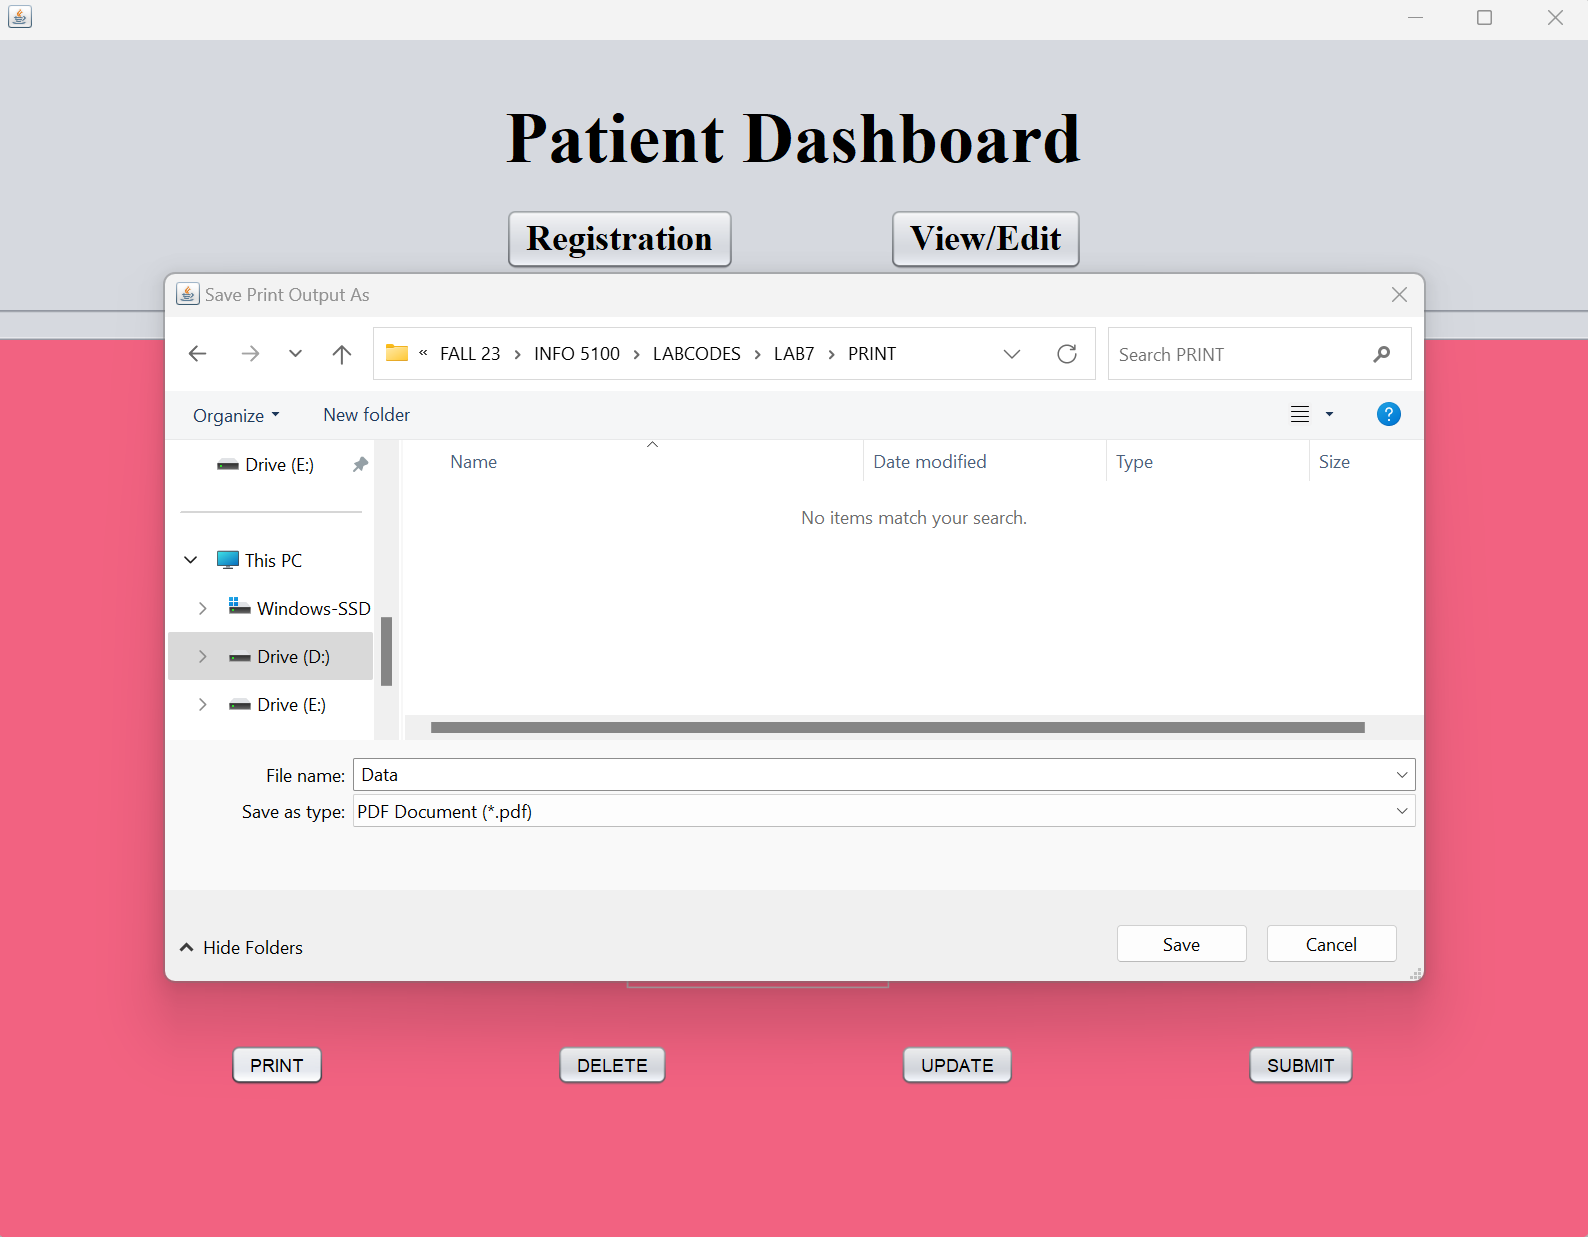 Patient Dashboard
Registration View/Edit
Save Print Output As
« FALL 23 › INFO 5100 › LABCODES › LAB7 › PRINT
Search PRINT
Organize New folder
?
Drive (E:)
This PC
Windows-SSD
Drive (D:)
Drive (E:)
Name Date modified Type Size
No items match your search.
File name: Data
Save as type: PDF Document (*.pdf)
Hide Folders
Save Cancel
PRINT DELETE UPDATE SUBMIT